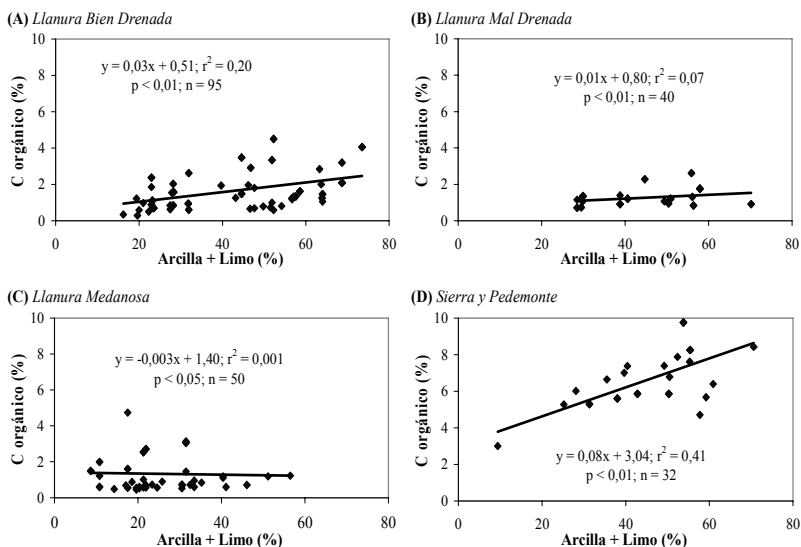 (A) Llanura Bien Drenada
10
8
6
4
2
0
C orgánico (%)
y = 0,03x + 0,51; r² = 0,20
p < 0,01; n = 95
0 20 40 60 80
Arcilla + Limo (%)
(B) Llanura Mal Drenada
10
8
6
4
2
0
C orgánico (%)
y = 0,01x + 0,80; r² = 0,07
p < 0,01; n = 40
0 20 40 60 80
Arcilla + Limo (%)
(C) Llanura Medanosa
10
8
6
4
2
0
C orgánico (%)
y = -0,003x + 1,40; r² = 0,001
p < 0,05; n = 50
0 20 40 60 80
Arcilla + Limo (%)
(D) Sierra y Pedemonte
10
8
6
4
2
0
C orgánico (%)
y = 0,08x + 3,04; r² = 0,41
p < 0,01; n = 32
0 20 40 60 80
Arcilla + Limo (%)